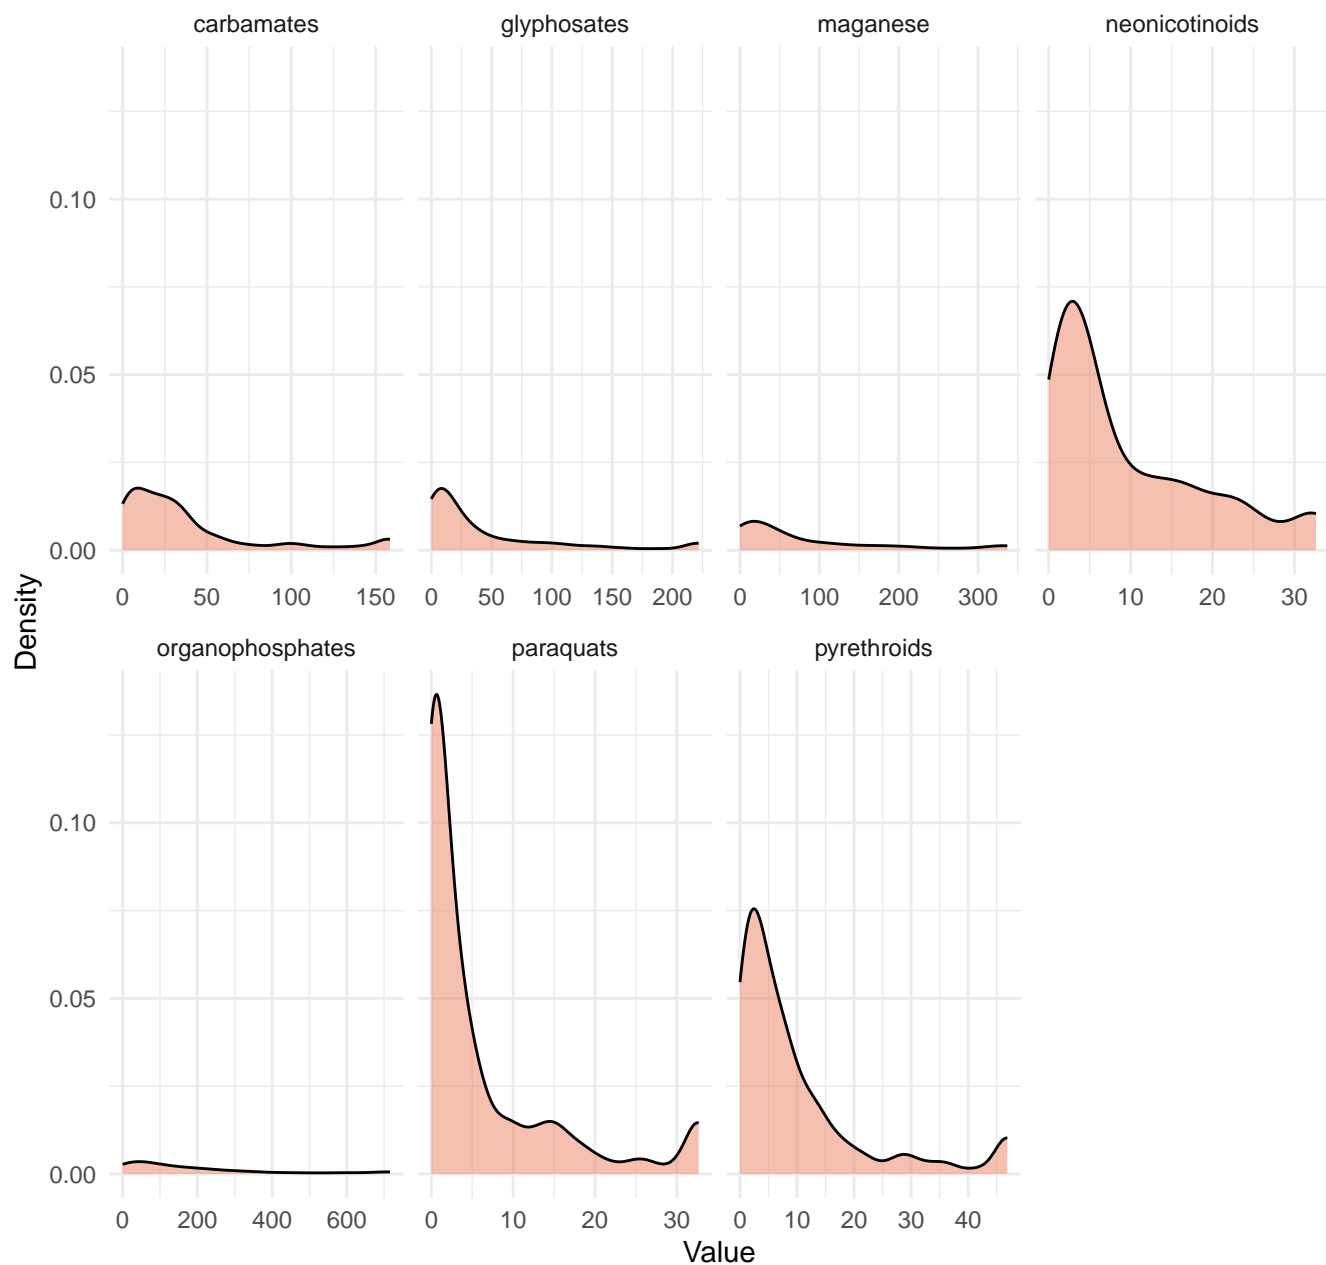 carbamates glyphosates maganese neonicotinoids
0.10
0.05
0.00
0 50 100 150 0 50 100 150 200 0 100 200 300 0 10 20 30
Density
organophosphates paraquats pyrethroids
0.10
0.05
0.00
0 200 400 600 0 10 20 30 0 10 20 30 40
Value